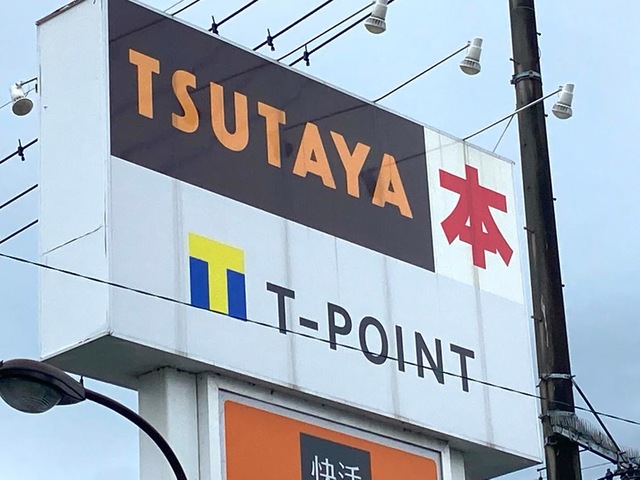 TSUTAYA 本
T-POINT
快活